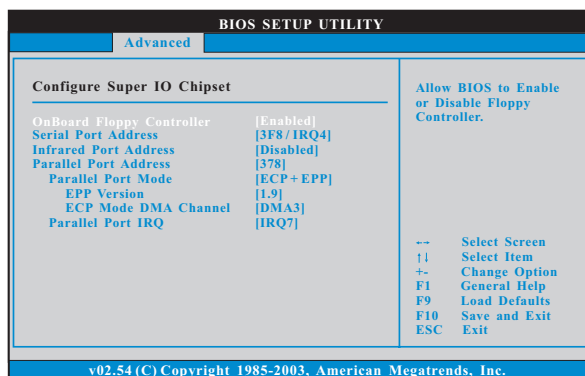 BIOS SETUP UTILITY
Advanced
Configure Super IO Chipset
OnBoard Floppy Controller [Enabled]
Serial Port Address [3F8 / IRQ4]
Infrared Port Address [Disabled]
Parallel Port Address [378]
Parallel Port Mode [ECP + EPP]
EPP Version [1.9]
ECP Mode DMA Channel [DMA3]
Parallel Port IRQ [IRQ7]
Allow BIOS to Enable
or Disable Floppy
Controller.
←→ Select Screen
↑↓ Select Item
+- Change Option
F1 General Help
F9 Load Defaults
F10 Save and Exit
ESC Exit
v02.54 (C) Copyright 1985-2003, American Megatrends, Inc.